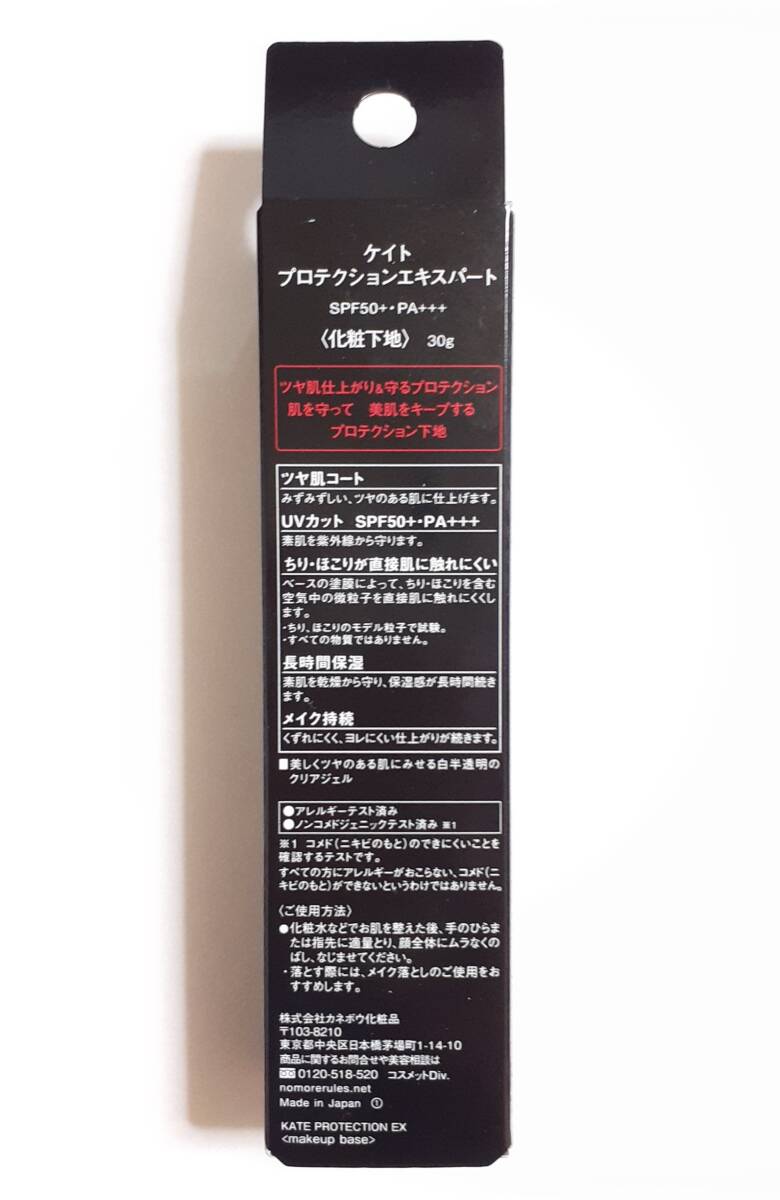 ケイト
プロテクションエキスパート
SPF50+・PA+++
〈化粧下地〉 30g
ツヤ肌仕上がり&守るプロテクション
肌を守って 美肌をキープする
プロテクション下地
ツヤ肌コート
みずみずしい、ツヤのある肌に仕上げます。
UVカット SPF50+・PA+++
素肌を紫外線から守ります。
ちり・ほこりが直接肌に触れにくい
ベースの塗膜によって、ちり・ほこりを含む
空気中の微粒子を直接肌に触れにくくし
ます。
・ちり、ほこりのモデル粒子で試験。
・すべての物質ではありません。
長時間保湿
素肌を乾燥から守り、保湿感が長時間続き
ます。
メイク持続
くずれにくく、ヨレにくい仕上がりが続きます。
■美しくツヤのある肌にみせる白半透明の
クリアジェル
●アレルギーテスト済み
●ノンコメドジェニックテスト済み ※1
※1 コメド(ニキビのもと)のできにくいことを
確認するテストです。
すべての方にアレルギーがおこらない、コメド(ニ
キビのもと)ができないというわけではありません。
〈ご使用方法〉
●化粧水などでお肌を整えた後、手のひらま
たは指先に適量とり、顔全体にムラなくの
ばし、なじませてください。
・落とす際には、メイク落としのご使用をお
すすめします。
株式会社カネボウ化粧品
〒103-8210
東京都中央区日本橋茅場町1-14-10
商品に関するお問合せや美容相談は
0120-518-520 コスメットDiv.
nomorerules.net
Made in Japan ①
KATE PROTECTION EX
<makeup base>